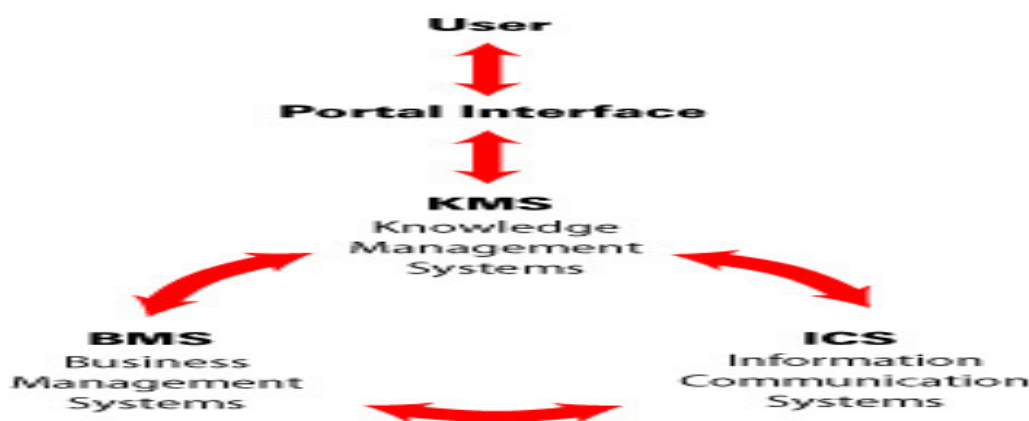 User
Portal Interface
KMS
Knowledge
Management
Systems
BMS
Business
Management
Systems
ICS
Information
Communication
Systems